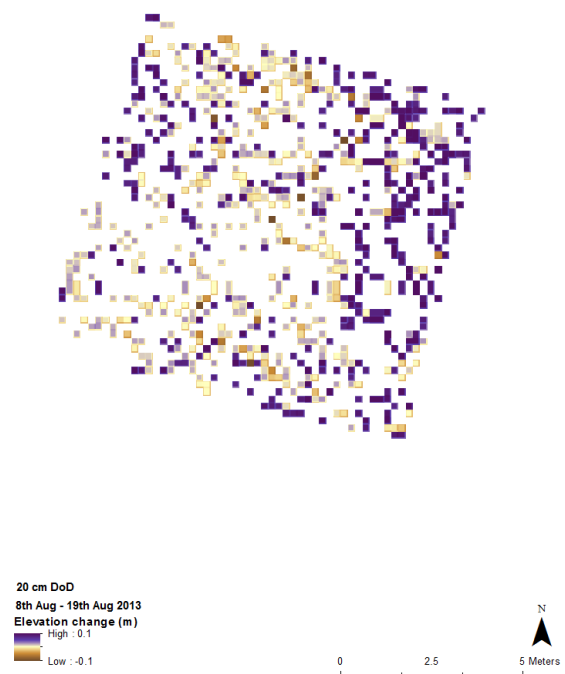 20 cm DoD
8th Aug - 19th Aug 2013
Elevation change (m)
High : 0.1
Low : -0.1
N
0 2.5 5 Meters